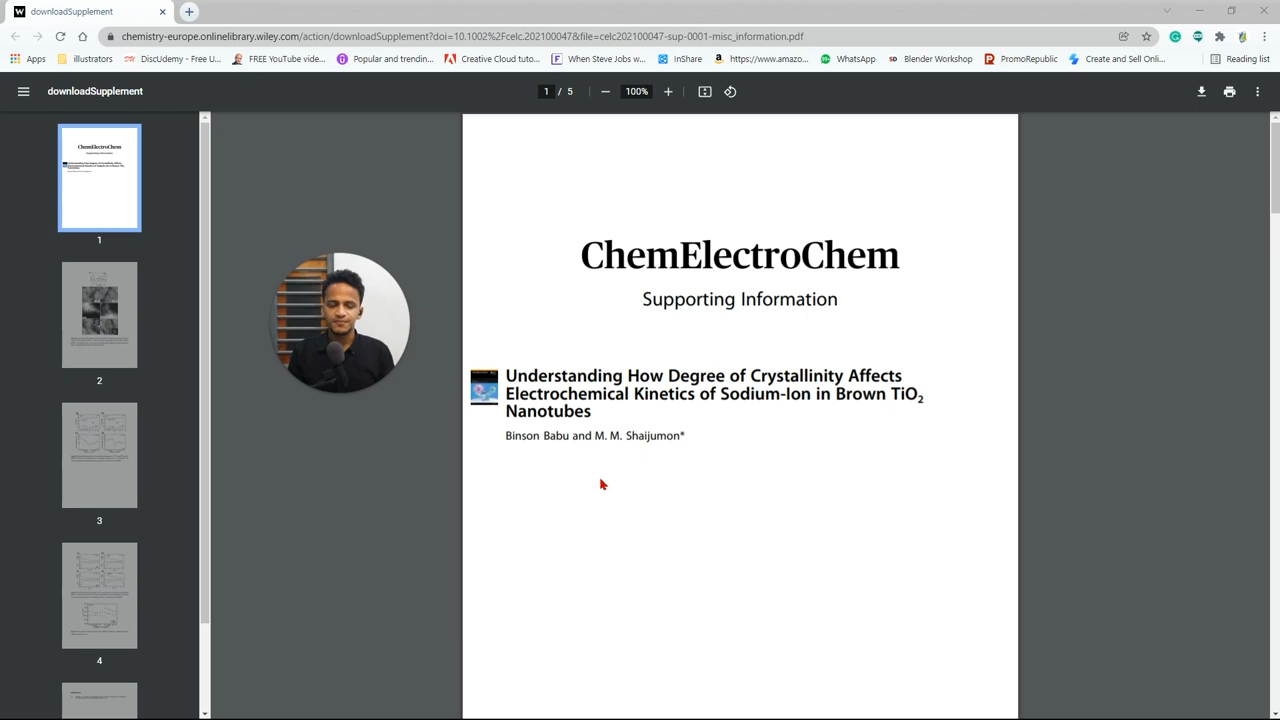 downloadSupplement
chemistry-europe.onlinelibrary.wiley.com/action/downloadSupplement?doi=10.1002%2Fcelc.202100047&file=celc202100047-sup-0001-misc_information.pdf
Apps illustrators DiscUdemy - Free U... FREE YouTube vide... Popular and trendin... Creative Cloud tuto... When Steve Jobs w... InShare https://www.amazo... WhatsApp Blender Workshop PromoRepublic Create and Sell Onli... Reading list
downloadSupplement 1 / 5 100%
1
2
3
4
ChemElectroChem
Supporting Information
Understanding How Degree of Crystallinity Affects
Electrochemical Kinetics of Sodium-Ion in Brown TiO₂
Nanotubes
Binson Babu and M. M. Shaijumon*